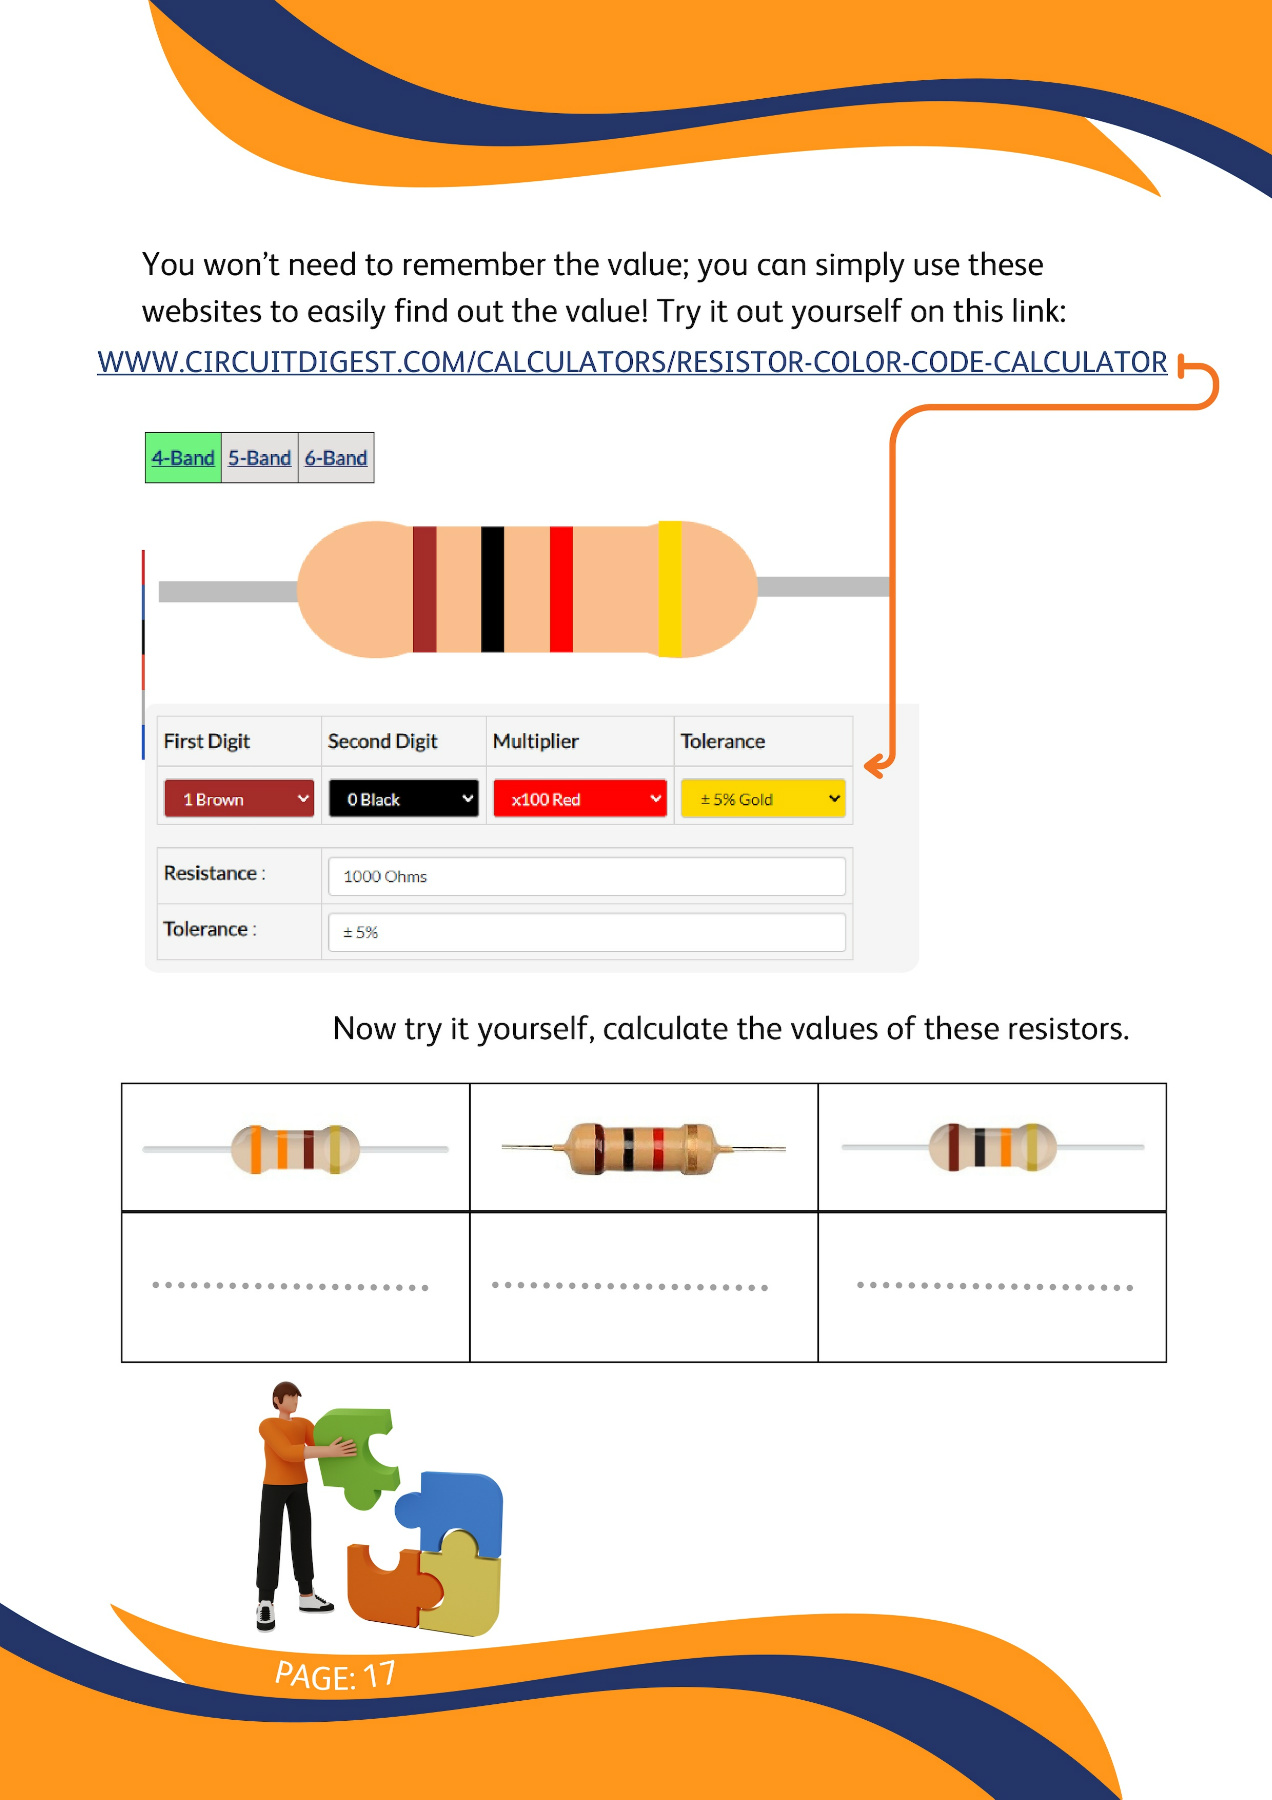 You won’t need to remember the value; you can simply use these
websites to easily find out the value! Try it out yourself on this link:
WWW.CIRCUITDIGEST.COM/CALCULATORS/RESISTOR-COLOR-CODE-CALCULATOR
4-Band 5-Band 6-Band
First Digit Second Digit Multiplier Tolerance
1 Brown 0 Black x100 Red ± 5% Gold
Resistance : 1000 Ohms
Tolerance : ± 5%
Now try it yourself, calculate the values of these resistors.
PAGE: 17